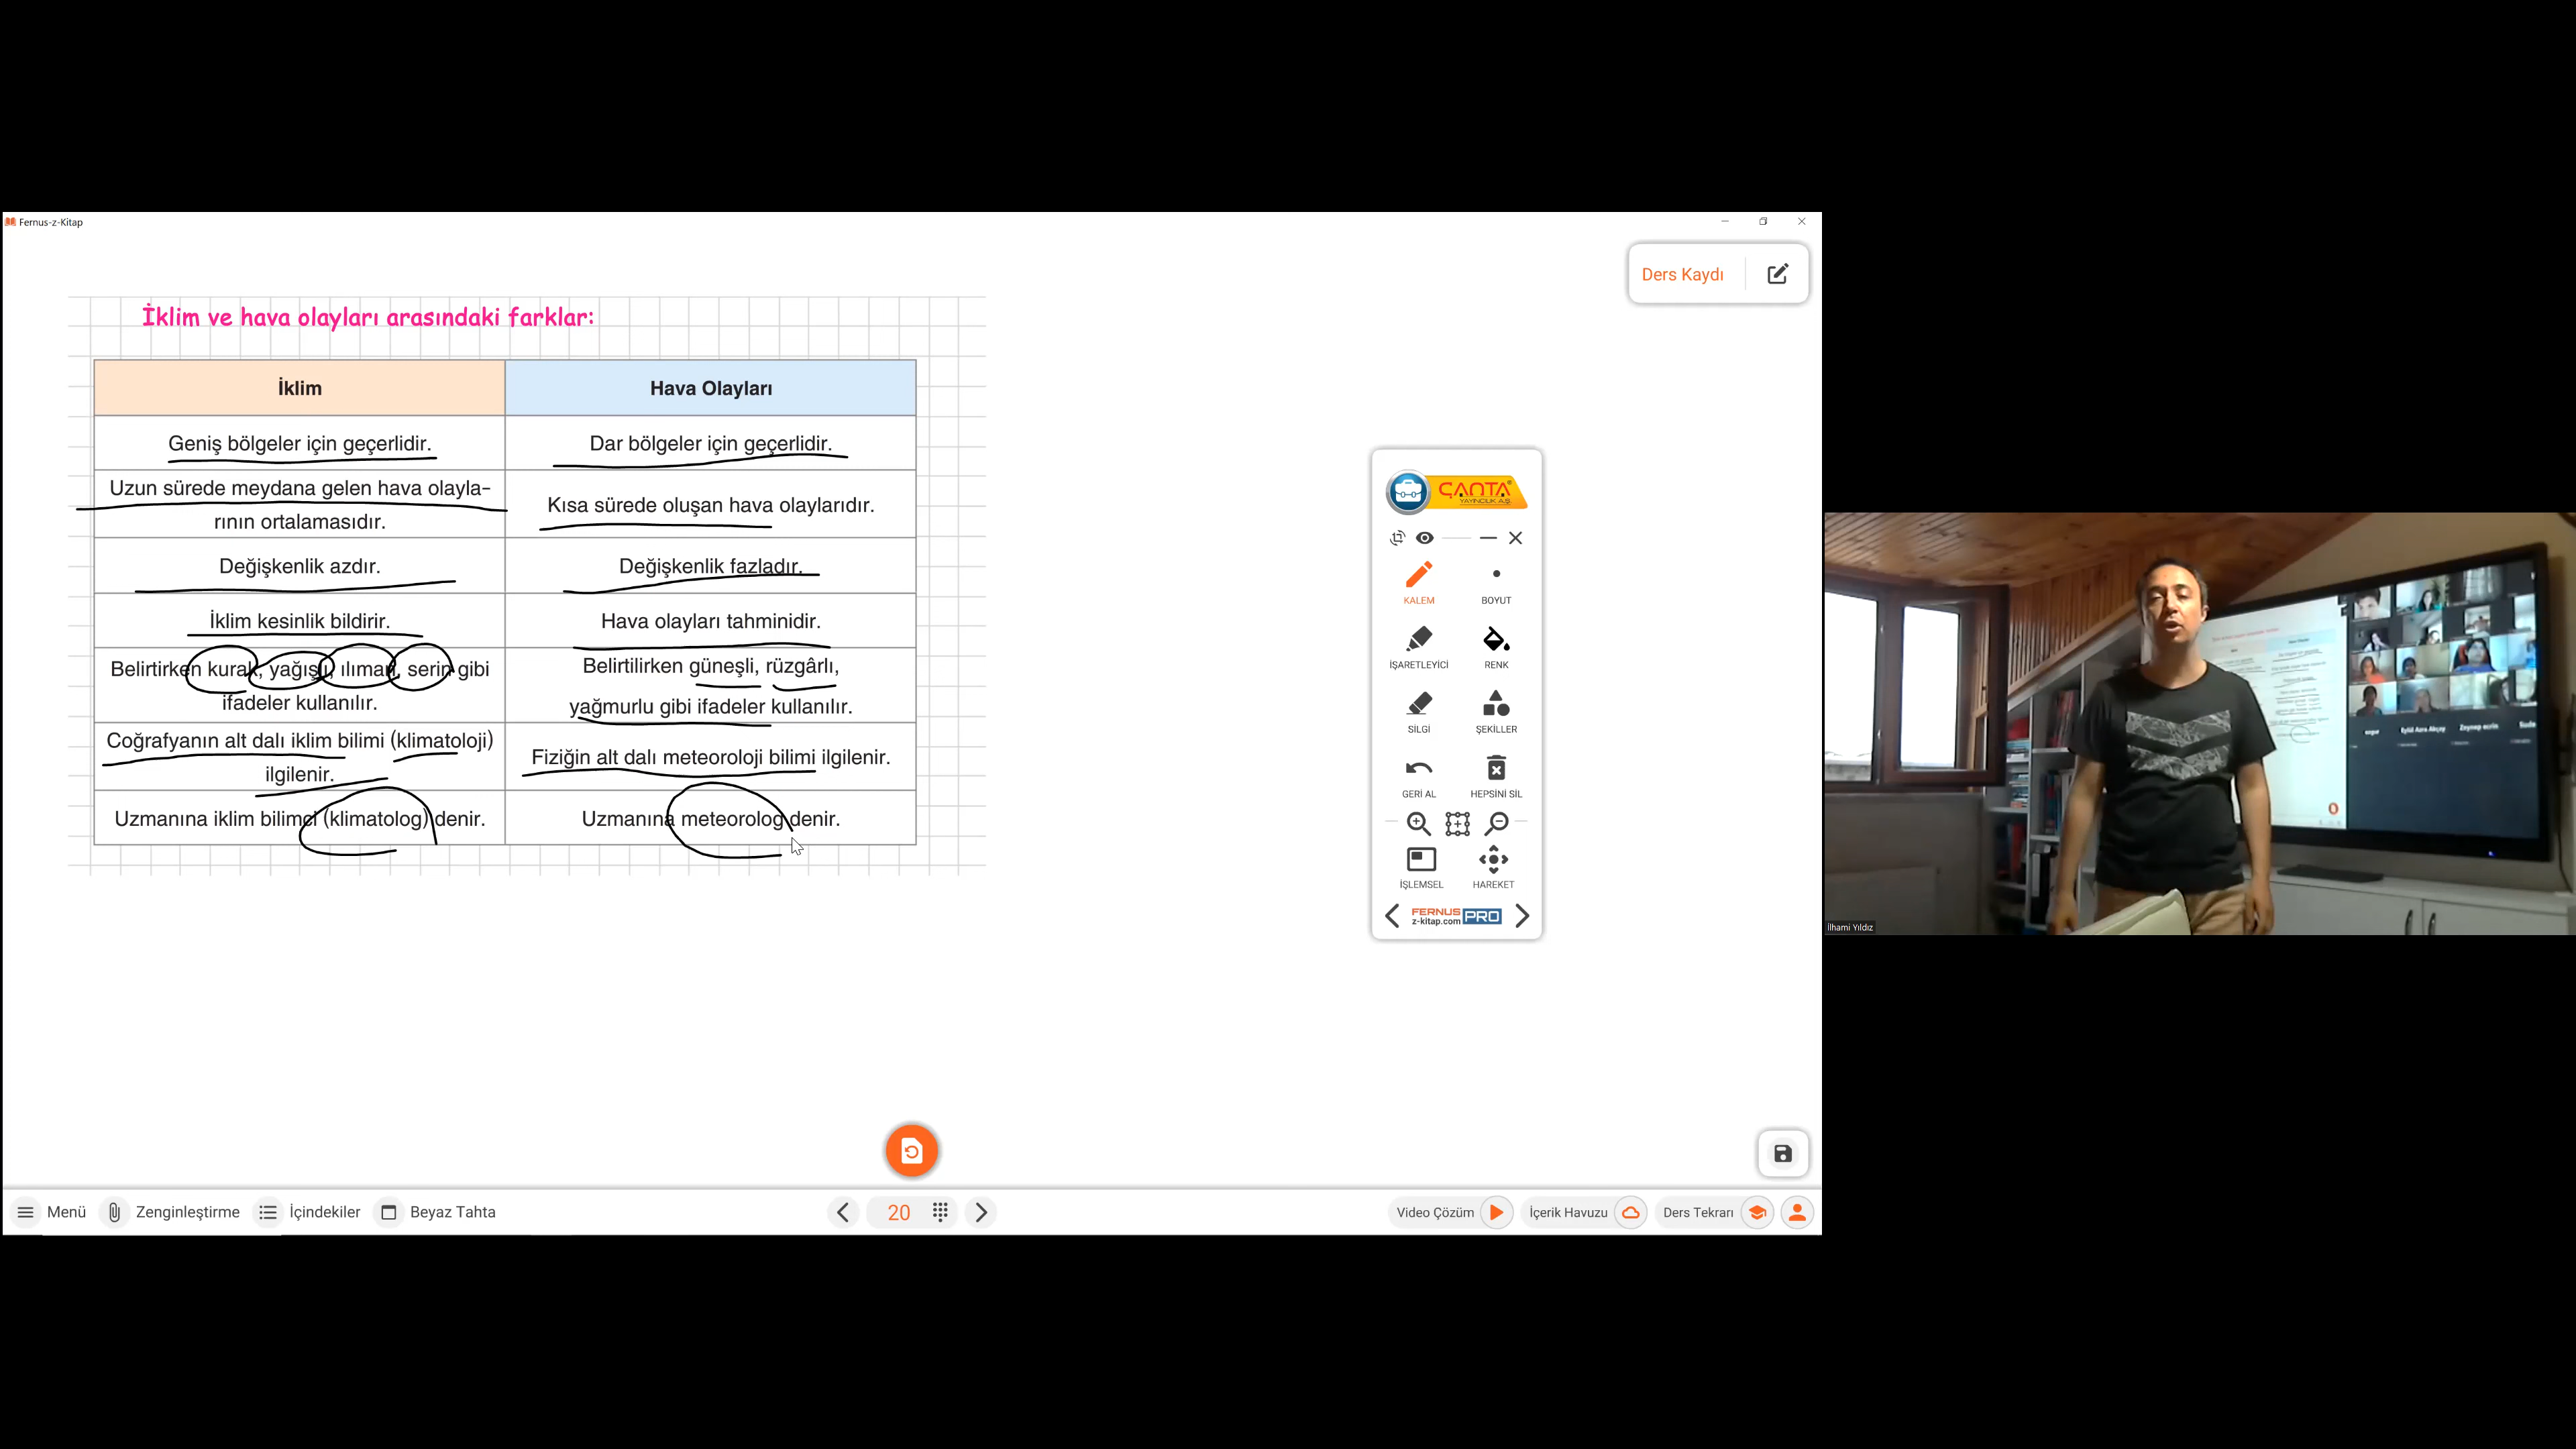 Fernus-z-Kitap
Ders Kaydı
İklim ve hava olayları arasındaki farklar:
İklim
Hava Olayları
Geniş bölgeler için geçerlidir.
Dar bölgeler için geçerlidir.
Uzun sürede meydana gelen hava olayla-
rının ortalamasıdır.
Kısa sürede oluşan hava olaylarıdır.
Değişkenlik azdır.
Değişkenlik fazladır.
İklim kesinlik bildirir.
Hava olayları tahminidir.
Belirtirken kurak, yağışlı, ılıman, serin gibi
ifadeler kullanılır.
Belirtilirken güneşli, rüzgârlı,
yağmurlu gibi ifadeler kullanılır.
Coğrafyanın alt dalı iklim bilimi (klimatoloji)
ilgilenir.
Fiziğin alt dalı meteoroloji bilimi ilgilenir.
Uzmanına iklim bilimci (klimatolog) denir.
Uzmanına meteorolog denir.
ÇANTA
YAYINCILIK A.Ş.
KALEM
BOYUT
İŞARETLEYİCİ
RENK
SİLGİ
ŞEKİLLER
GERİ AL
HEPSİNİ SİL
İŞLEMSEL
HAREKET
FERNUS
z-kitap.com
PRO
Eylül Azra Akçay
İlhami Yıldız
Menü
Zenginleştirme
İçindekiler
Beyaz Tahta
20
Video Çözüm
İçerik Havuzu
Ders Tekrarı